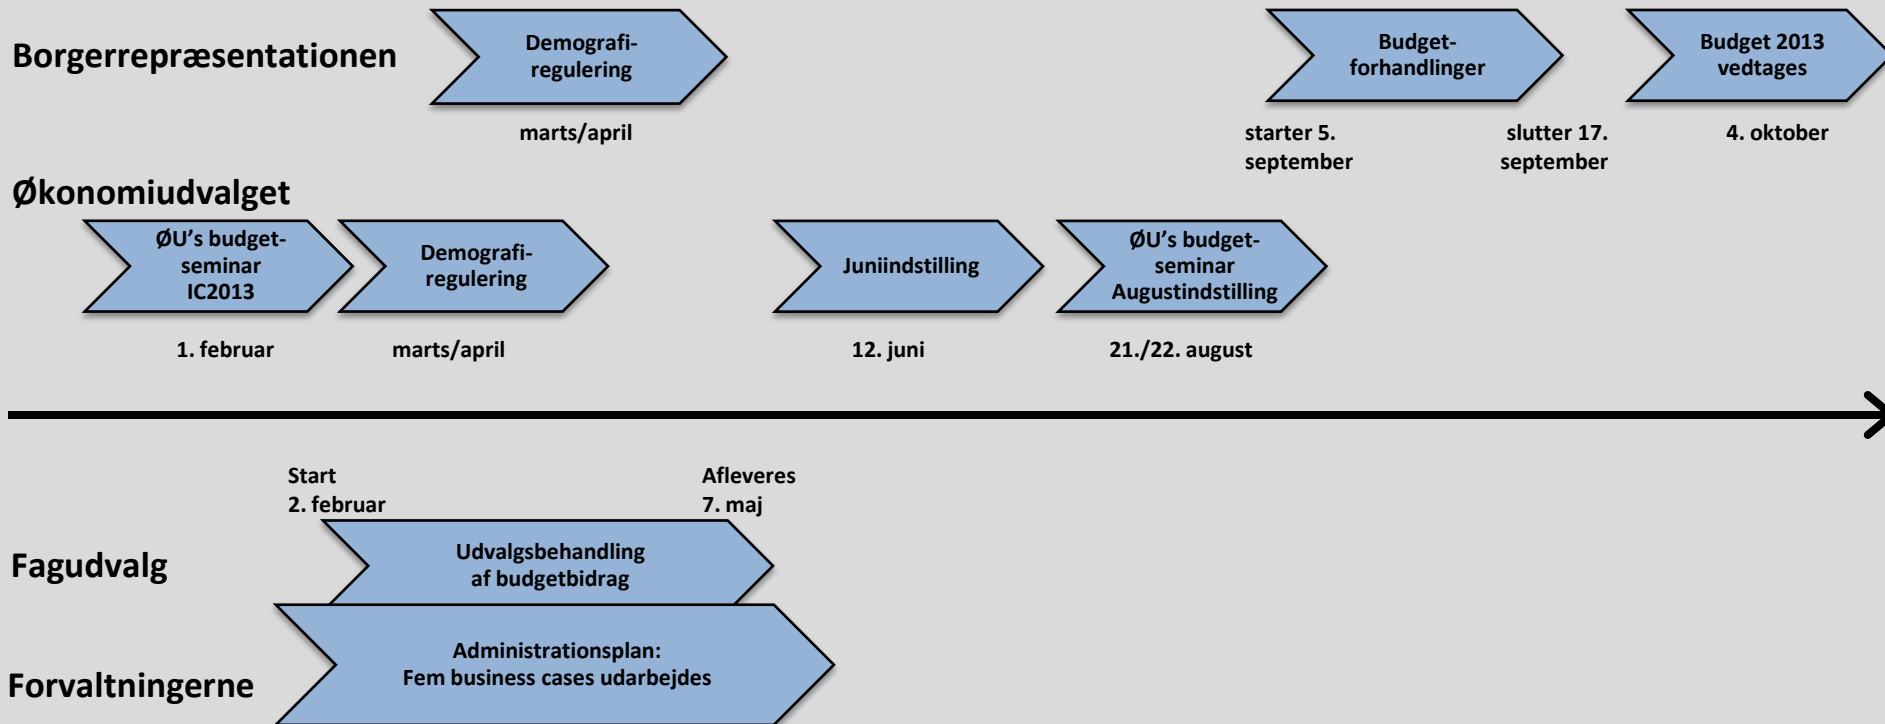 Borgerrepræsentationen
Demografi-
regulering
marts/april
Budget-
forhandlinger
starter 5.
september
slutter 17.
september
Budget 2013
vedtages
4. oktober
Økonomiudvalget
ØU’s budget-
seminar
IC2013
1. februar
Demografi-
regulering
marts/april
Juniindstilling
12. juni
ØU’s budget-
seminar
Augustindstilling
21./22. august
Start
2. februar
Afleveres
7. maj
Fagudvalg
Udvalgsbehandling
af budgetbidrag
Forvaltningerne
Administrationsplan:
Fem business cases udarbejdes